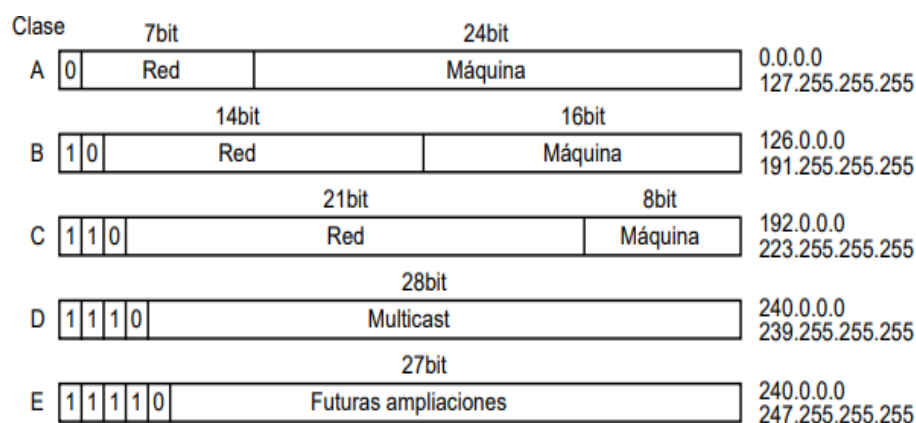 Clase
7bit 24bit
A 0 Red Máquina 0.0.0.0
127.255.255.255
14bit 16bit
B 1 0 Red Máquina 126.0.0.0
191.255.255.255
21bit 8bit
C 1 1 0 Red Máquina 192.0.0.0
223.255.255.255
28bit
D 1 1 1 0 Multicast 240.0.0.0
239.255.255.255
27bit
E 1 1 1 1 0 Futuras ampliaciones 240.0.0.0
247.255.255.255